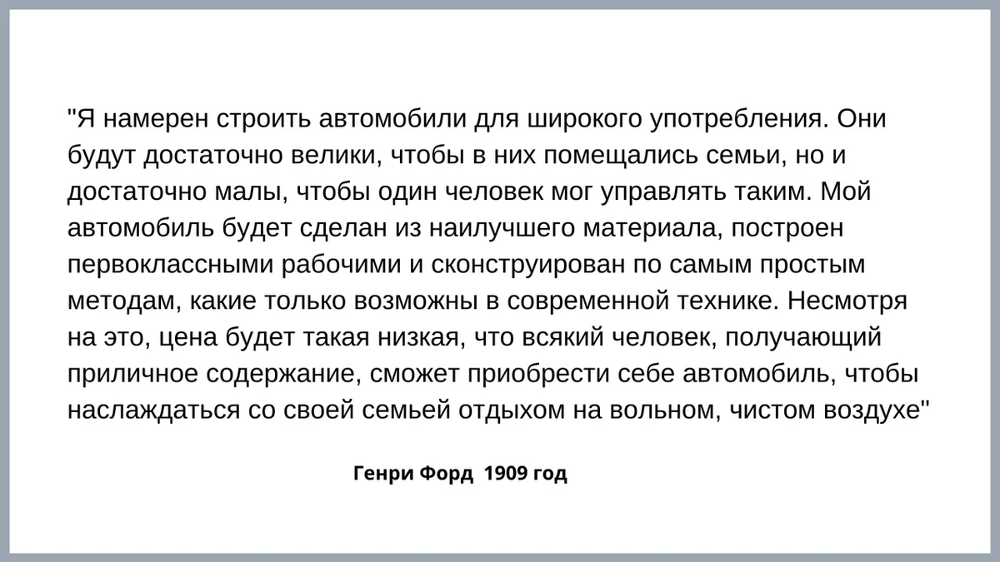 "Я намерен строить автомобили для широкого употребления. Они
будут достаточно велики, чтобы в них помещались семьи, но и
достаточно малы, чтобы один человек мог управлять таким. Мой
автомобиль будет сделан из наилучшего материала, построен
первоклассными рабочими и сконструирован по самым простым
методам, какие только возможны в современной технике. Несмотря
на это, цена будет такая низкая, что всякий человек, получающий
приличное содержание, сможет приобрести себе автомобиль, чтобы
наслаждаться со своей семьей отдыхом на вольном, чистом воздухе"
Генри Форд 1909 год